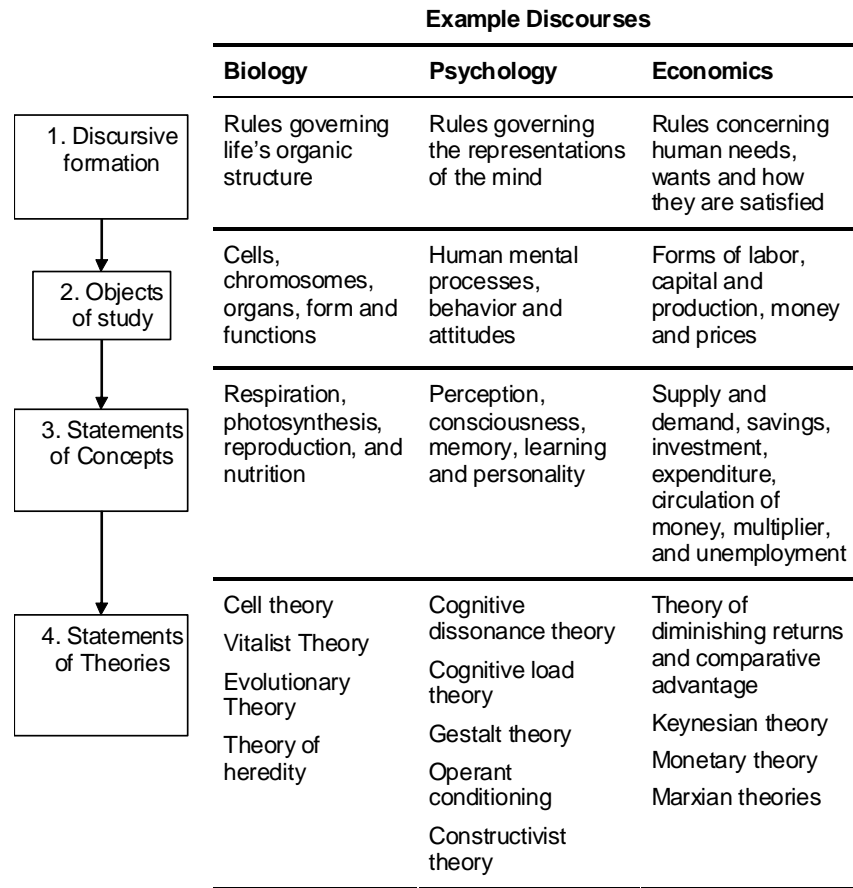 Example Discourses
Biology
Psychology
Economics
1. Discursive
formation
Rules governing
life's organic
structure
Rules governing
the representations
of the mind
Rules concerning
human needs,
wants and how
they are satisfied
2. Objects
of study
Cells,
chromosomes,
organs, form and
functions
Human mental
processes,
behavior and
attitudes
Forms of labor,
capital and
production, money
and prices
3. Statements
of Concepts
Respiration,
photosynthesis,
reproduction, and
nutrition
Perception,
consciousness,
memory, learning
and personality
Supply and
demand, savings,
investment,
expenditure,
circulation of
money, multiplier,
and unemployment
4. Statements
of Theories
Cell theory
Vitalist Theory
Evolutionary
Theory
Theory of
heredity
Cognitive
dissonance theory
Cognitive load
theory
Gestalt theory
Operant
conditioning
Constructivist
theory
Theory of
diminishing returns
and comparative
advantage
Keynesian theory
Monetary theory
Marxian theories